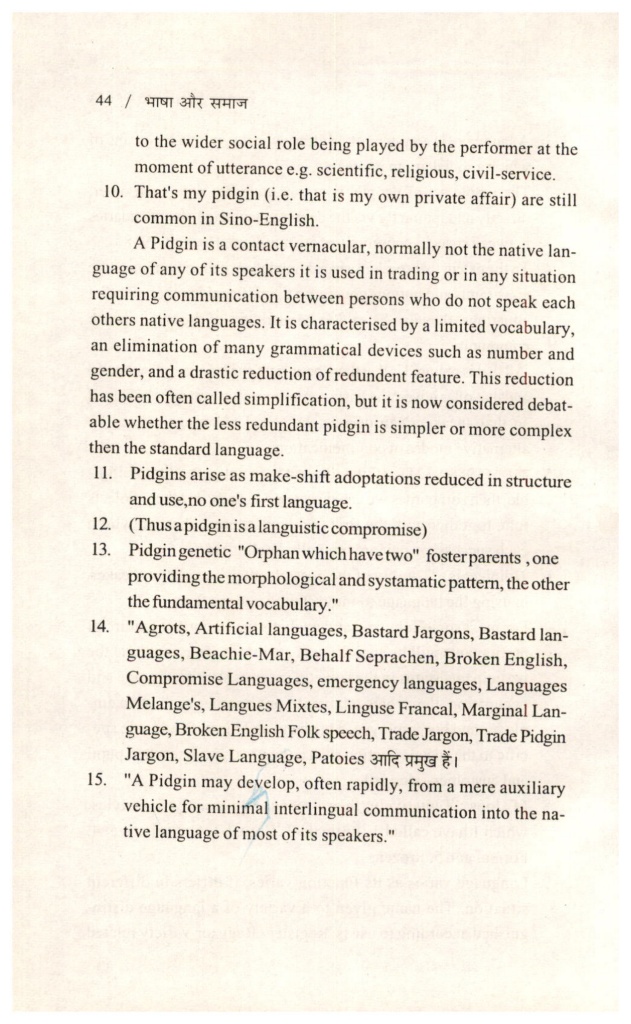 44 / भाषा और समाज
to the wider social role being played by the performer at the
moment of utterance e.g. scientific, religious, civil-service.
10. That's my pidgin (i.e. that is my own private affair) are still
common in Sino-English.
A Pidgin is a contact vernacular, normally not the native lan-
guage of any of its speakers it is used in trading or in any situation
requiring communication between persons who do not speak each
others native languages. It is characterised by a limited vocabulary,
an elimination of many grammatical devices such as number and
gender, and a drastic reduction of redundent feature. This reduction
has been often called simplification, but it is now considered debat-
able whether the less redundant pidgin is simpler or more complex
then the standard language.
11. Pidgins arise as make-shift adoptations reduced in structure
and use,no one's first language.
12. (Thus a pidgin is a languistic compromise)
13. Pidgin genetic "Orphan which have two" foster parents , one
providing the morphological and systamatic pattern, the other
the fundamental vocabulary."
14. "Agrots, Artificial languages, Bastard Jargons, Bastard lan-
guages, Beachie-Mar, Behalf Seprachen, Broken English,
Compromise Languages, emergency languages, Languages
Melange's, Langues Mixtes, Linguse Francal, Marginal Lan-
guage, Broken English Folk speech, Trade Jargon, Trade Pidgin
Jargon, Slave Language, Patoies आदि प्रमुख हैं।
15. "A Pidgin may develop, often rapidly, from a mere auxiliary
vehicle for minimal interlingual communication into the na-
tive language of most of its speakers."